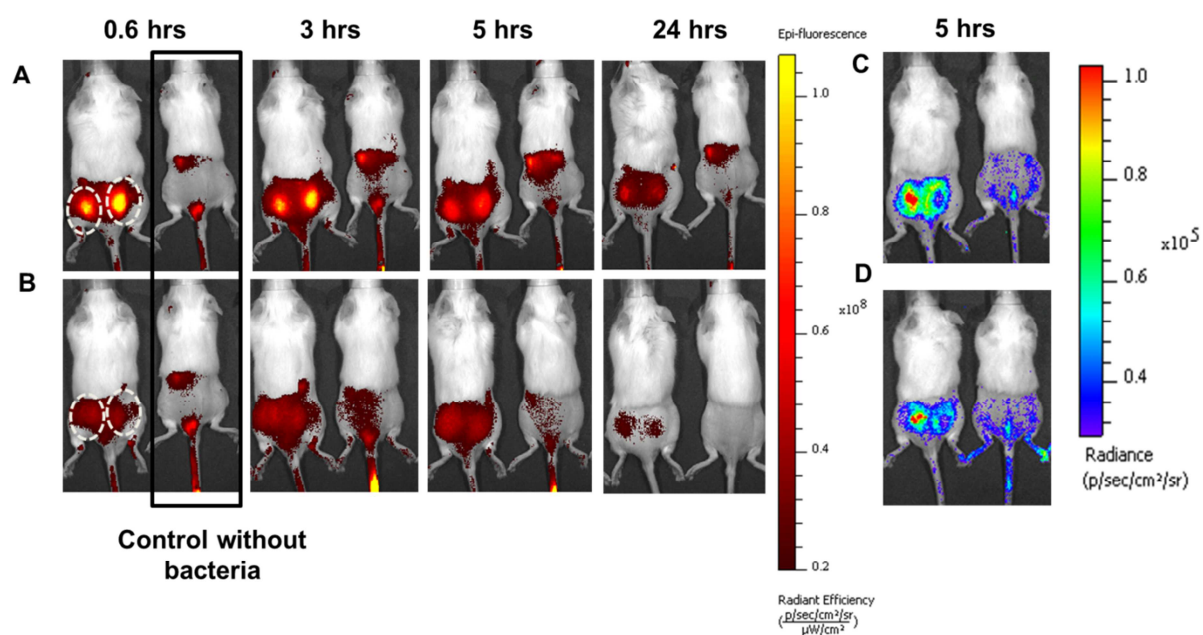 0.6 hrs
3 hrs
5 hrs
24 hrs
5 hrs
A
B
C
D
Control without
bacteria
Epi-fluorescence
1.0
0.8
x10⁸
0.6
0.4
0.2
Radiant Efficiency
(p/sec/cm²/sr
µW/cm²)
1.0
0.8
x10⁵
0.6
0.4
Radiance
(p/sec/cm²/sr)